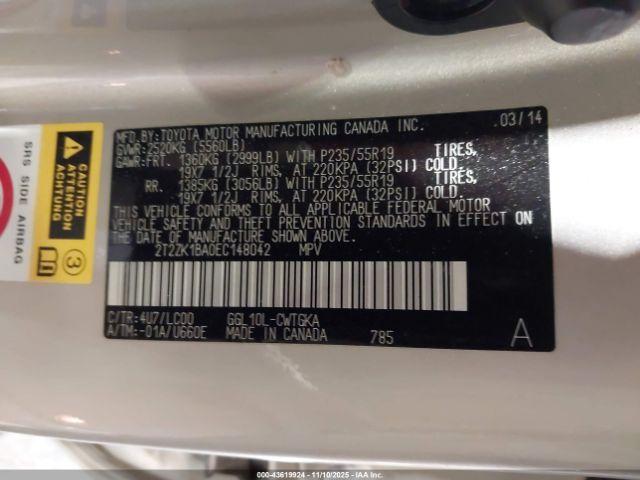 MFD.BY:TOYOTA MOTOR MANUFACTURING CANADA INC. 03/14
GVWR:2520KG (5560LB)
GAWR:FRT. 1360KG (2999LB) WITH P235/55R19 TIRES,
19X7 1/2J RIMS, AT 220KPA (32PSI) COLD.
RR. 1385KG (3056LB) WITH P235/55R19 TIRES,
19X7 1/2J RIMS, AT 220KPA (32PSI) COLD.
THIS VEHICLE CONFORMS TO ALL APPLICABLE FEDERAL MOTOR
VEHICLE SAFETY AND THEFT PREVENTION STANDARDS IN EFFECT ON
THE DATE OF MANUFACTURE SHOWN ABOVE.
2T2ZK1BA0EC148042 MPV
C/TR:4U7/LC00 GGL10L-CWTGKA
A/TM:-01A/U660E MADE IN CANADA 785 A
SRS SIDE AIRBAG
CAUTION
ATTENTION
ACHTUNG
3
000-43619924 - 11/10/2025 -